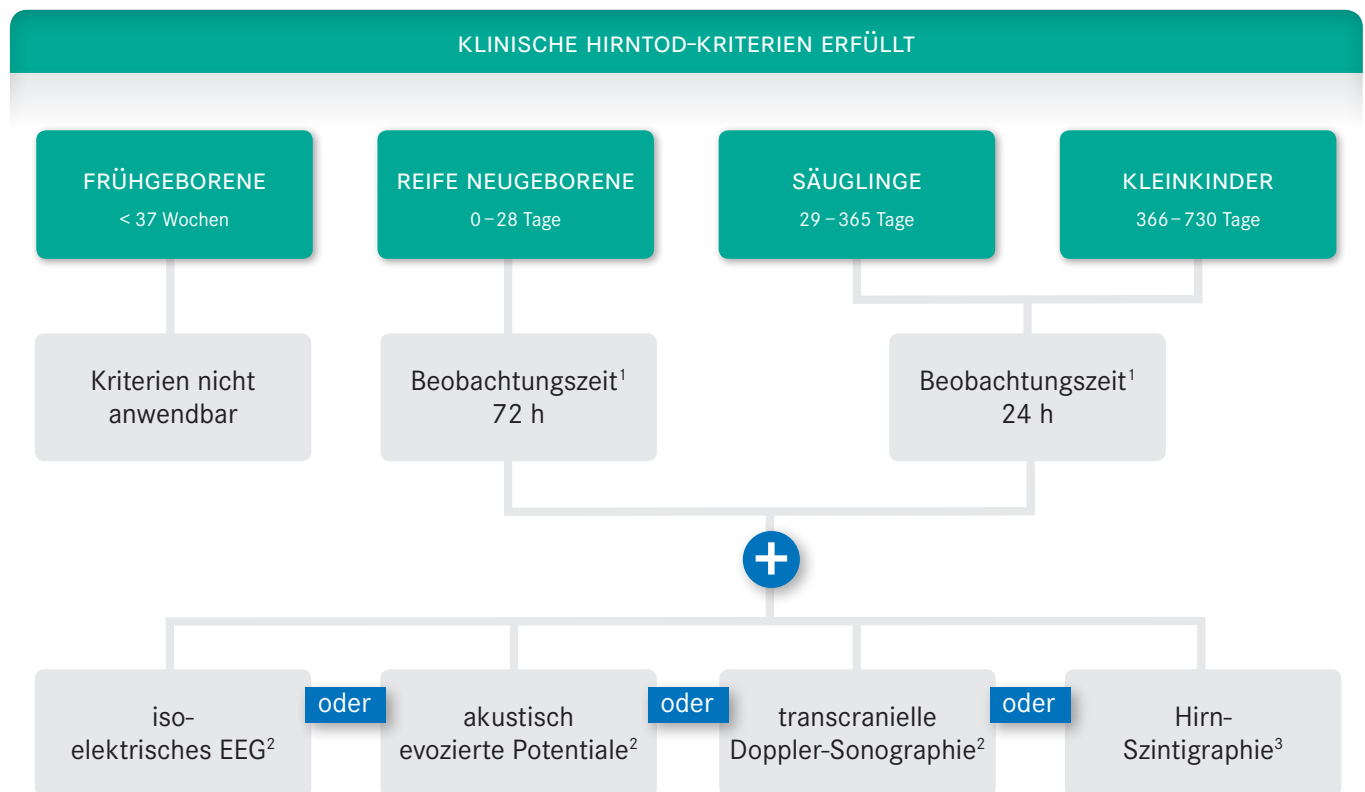 KLINISCHE HIRNTOD-KRITERIEN ERFÜLLT
FRÜHGEBORENE
< 37 Wochen
REIFE NEUGEBORENE
0–28 Tage
SÄUGLINGE
29–365 Tage
KLEINKINDER
366–730 Tage
Kriterien nicht
anwendbar
Beobachtungszeit¹
72 h
Beobachtungszeit¹
24 h
+
iso-
elektrisches EEG²
oder
akustisch
evozierte Potentiale²
oder
transcranielle
Doppler-Sonographie²
oder
Hirn-
Szintigraphie³